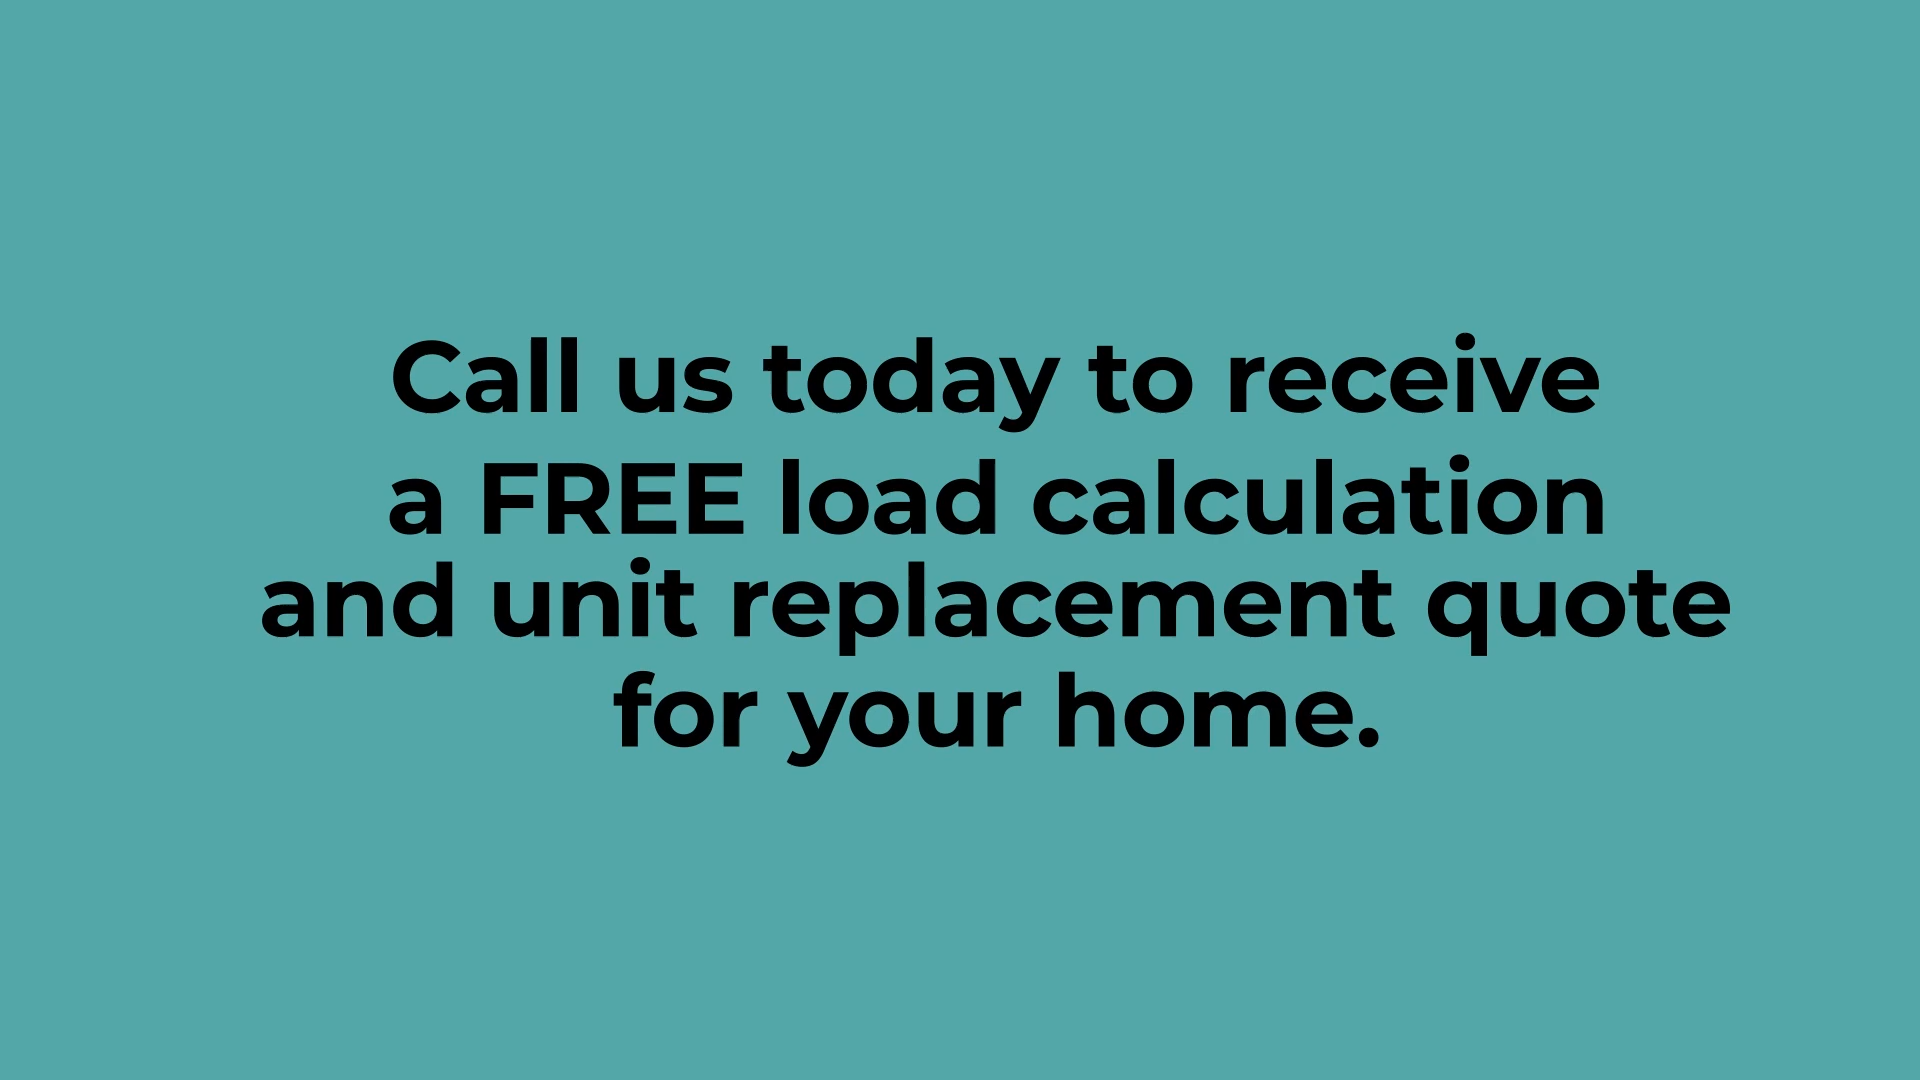 Call us today to receive
a FREE load calculation
and unit replacement quote
for your home.